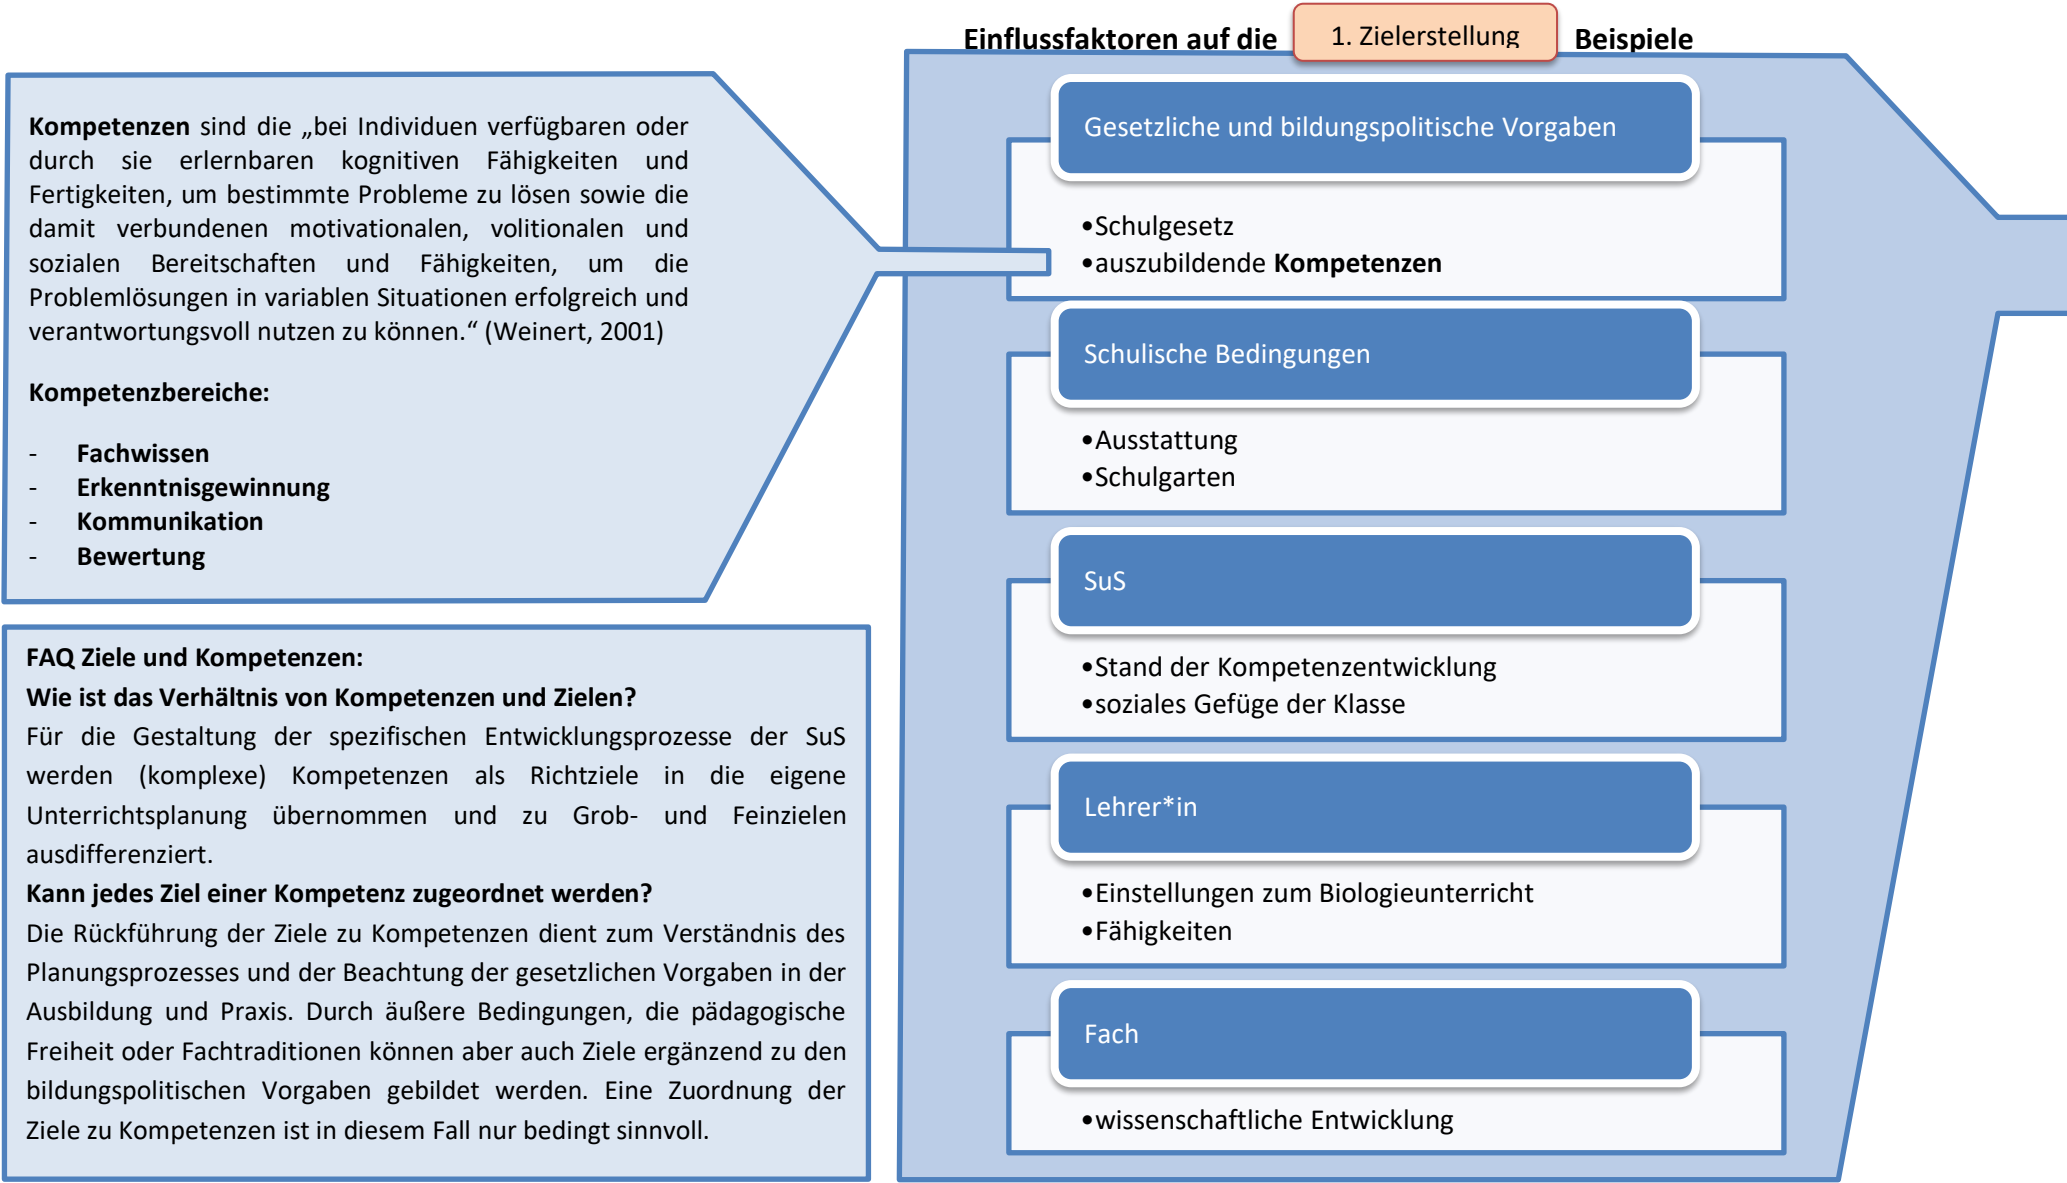 Einflussfaktoren auf die 1. Zielerstellung Beispiele
Kompetenzen sind die „bei Individuen verfügbaren oder
durch sie erlernbaren kognitiven Fähigkeiten und
Fertigkeiten, um bestimmte Probleme zu lösen sowie die
damit verbundenen motivationalen, volitionalen und
sozialen Bereitschaften und Fähigkeiten, um die
Problemlösungen in variablen Situationen erfolgreich und
verantwortungsvoll nutzen zu können.“ (Weinert, 2001)
Kompetenzbereiche:
- Fachwissen
- Erkenntnisgewinnung
- Kommunikation
- Bewertung
FAQ Ziele und Kompetenzen:
Wie ist das Verhältnis von Kompetenzen und Zielen?
Für die Gestaltung der spezifischen Entwicklungsprozesse der SuS
werden (komplexe) Kompetenzen als Richtziele in die eigene
Unterrichtsplanung übernommen und zu Grob- und Feinzielen
ausdifferenziert.
Kann jedes Ziel einer Kompetenz zugeordnet werden?
Die Rückführung der Ziele zu Kompetenzen dient zum Verständnis des
Planungsprozesses und der Beachtung der gesetzlichen Vorgaben in der
Ausbildung und Praxis. Durch äußere Bedingungen, die pädagogische
Freiheit oder Fachtraditionen können aber auch Ziele ergänzend zu den
bildungspolitischen Vorgaben gebildet werden. Eine Zuordnung der
Ziele zu Kompetenzen ist in diesem Fall nur bedingt sinnvoll.
Gesetzliche und bildungspolitische Vorgaben
•Schulgesetz
•auszubildende Kompetenzen
Schulische Bedingungen
•Ausstattung
•Schulgarten
SuS
•Stand der Kompetenzentwicklung
•soziales Gefüge der Klasse
Lehrer*in
•Einstellungen zum Biologieunterricht
•Fähigkeiten
Fach
•wissenschaftliche Entwicklung